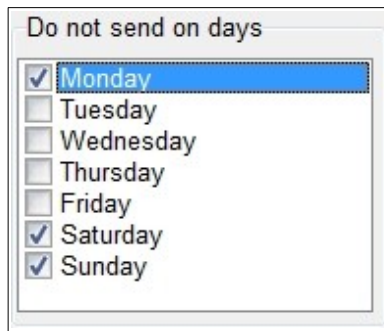 Do not send on days
Monday
Tuesday
Wednesday
Thursday
Friday
Saturday
Sunday